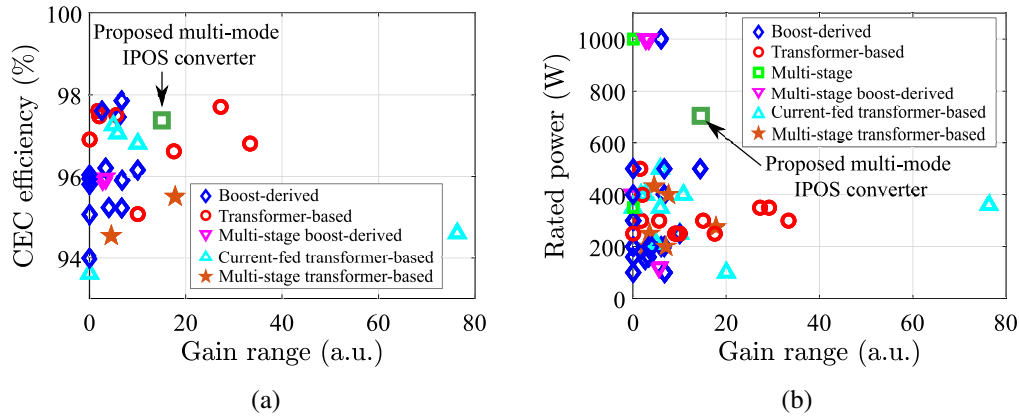 100
98
96
94
CEC efficiency (%)
Proposed multi-mode
IPOS converter
Boost-derived
Transformer-based
Multi-stage boost-derived
Current-fed transformer-based
Multi-stage transformer-based
0 20 40 60 80
Gain range (a.u.)
(a)
1000
800
600
400
200
0
Rated power (W)
Boost-derived
Transformer-based
Multi-stage
Multi-stage boost-derived
Current-fed transformer-based
Multi-stage transformer-based
Proposed multi-mode
IPOS converter
0 20 40 60 80
Gain range (a.u.)
(b)